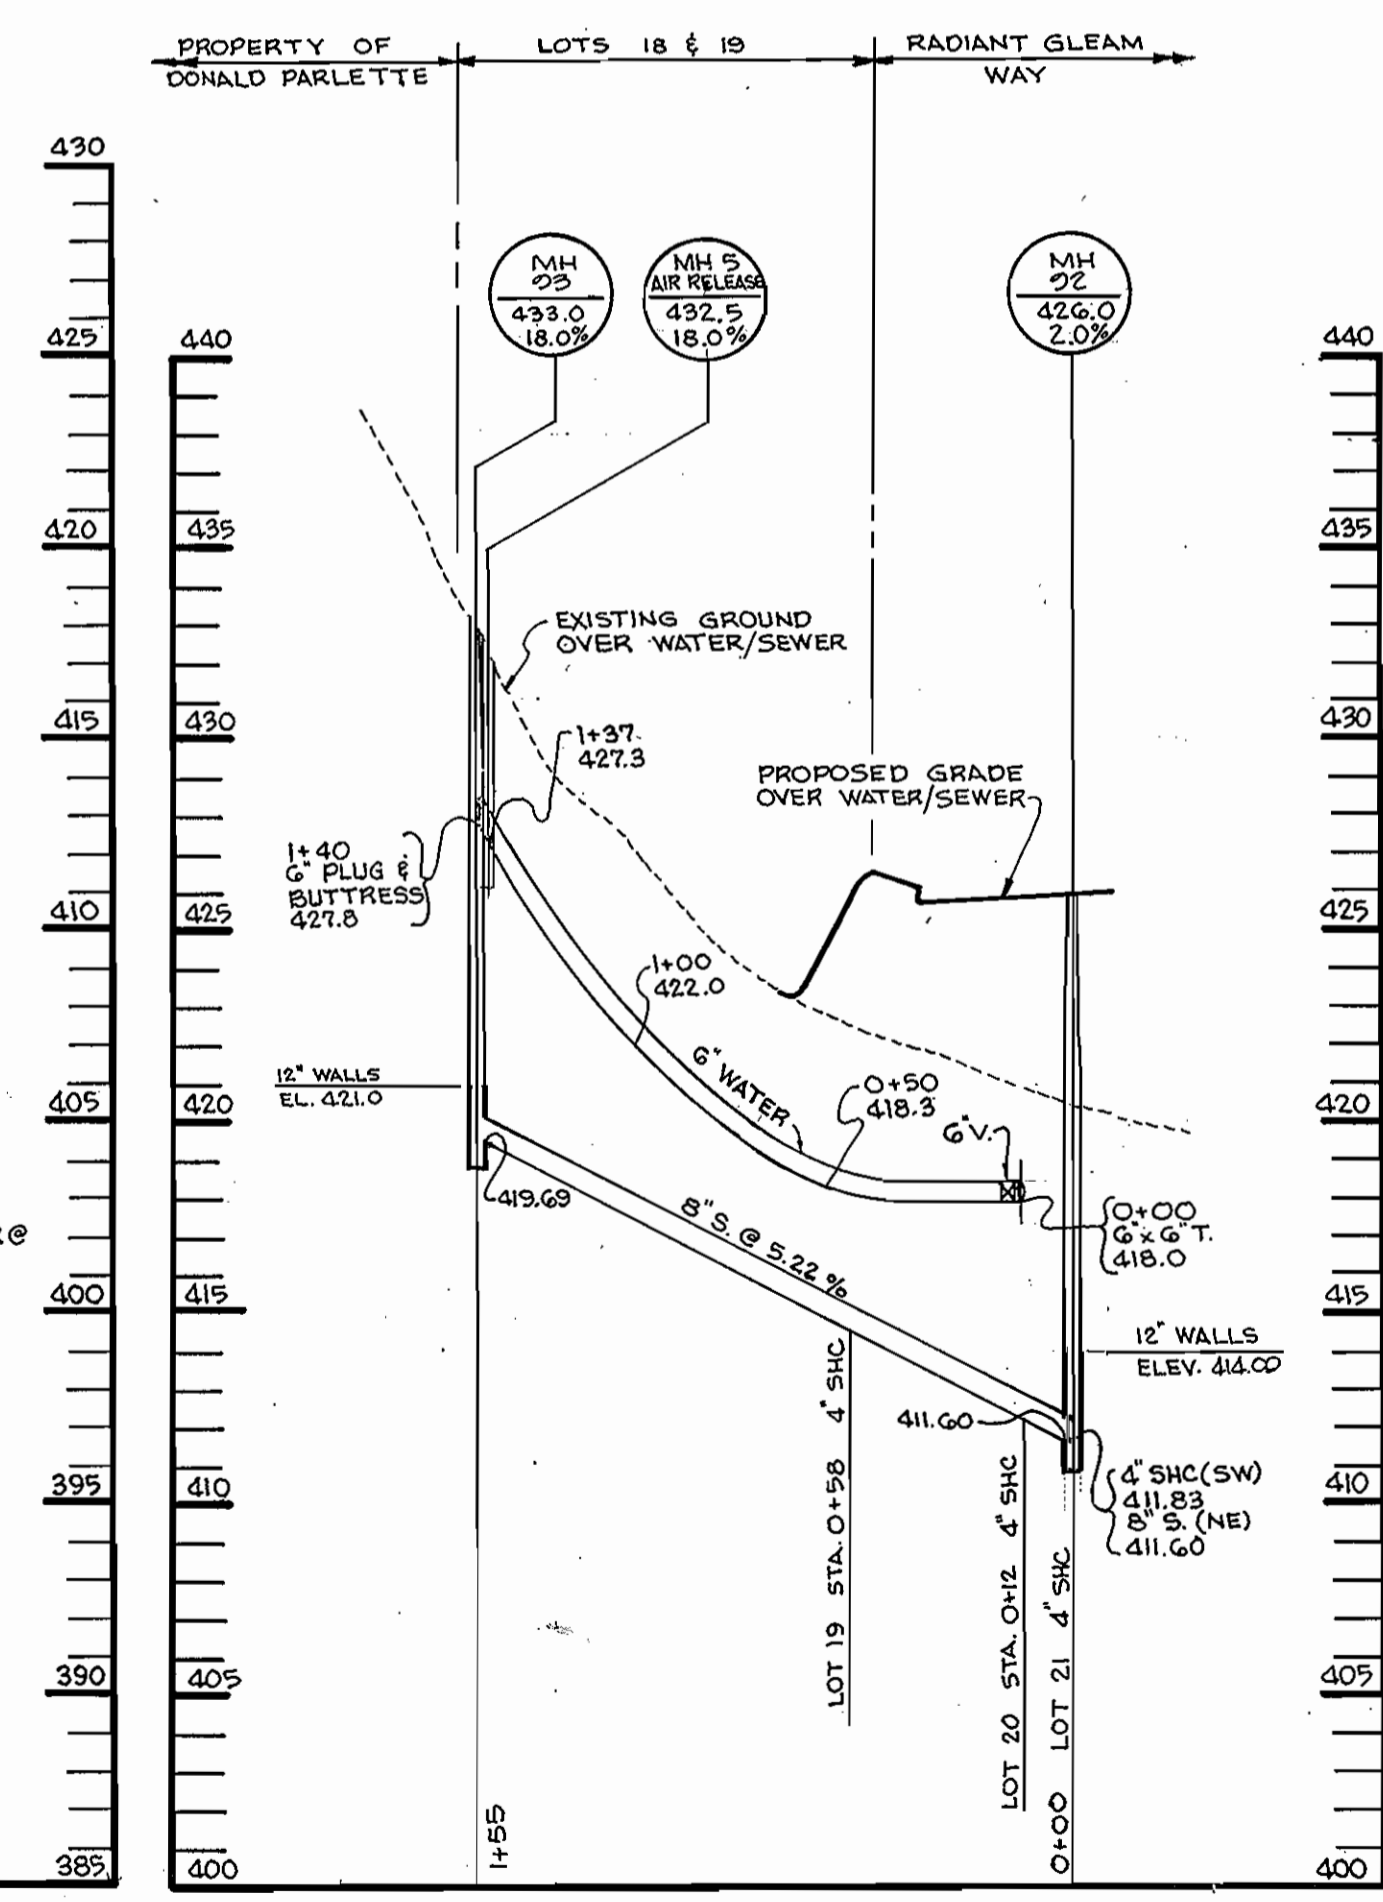 PROPERTY OF
DONALD PARLETTE
LOTS 18 & 19
RADIANT GLEAM
WAY
430
425
420
415
410
405
400
395
390
385
@
440
435
430
425
420
415
410
405
400
MH
93
433.0
18.0%
MH 5
AIR RELEASE
432.5
18.0%
MH
92
426.0
2.0%
EXISTING GROUND
OVER WATER/SEWER
1+37
427.3
PROPOSED GRADE
OVER WATER/SEWER
1+40
6" PLUG &
BUTTRESS
427.8
1+00
422.0
6" WATER
0+50
418.3
6" V.
12" WALLS
EL. 421.0
419.69
8" S. @ 5.22 %
0+00
6" x 6" T.
418.0
12" WALLS
ELEV. 414.00
411.60
4" SHC (SW)
411.83
8" S. (NE)
411.60
LOT 19 STA. 0+58 4" SHC
LOT 20 STA. 0+12 4" SHC
0+00 LOT 21 4" SHC
1+55
440
435
430
425
420
415
410
405
400